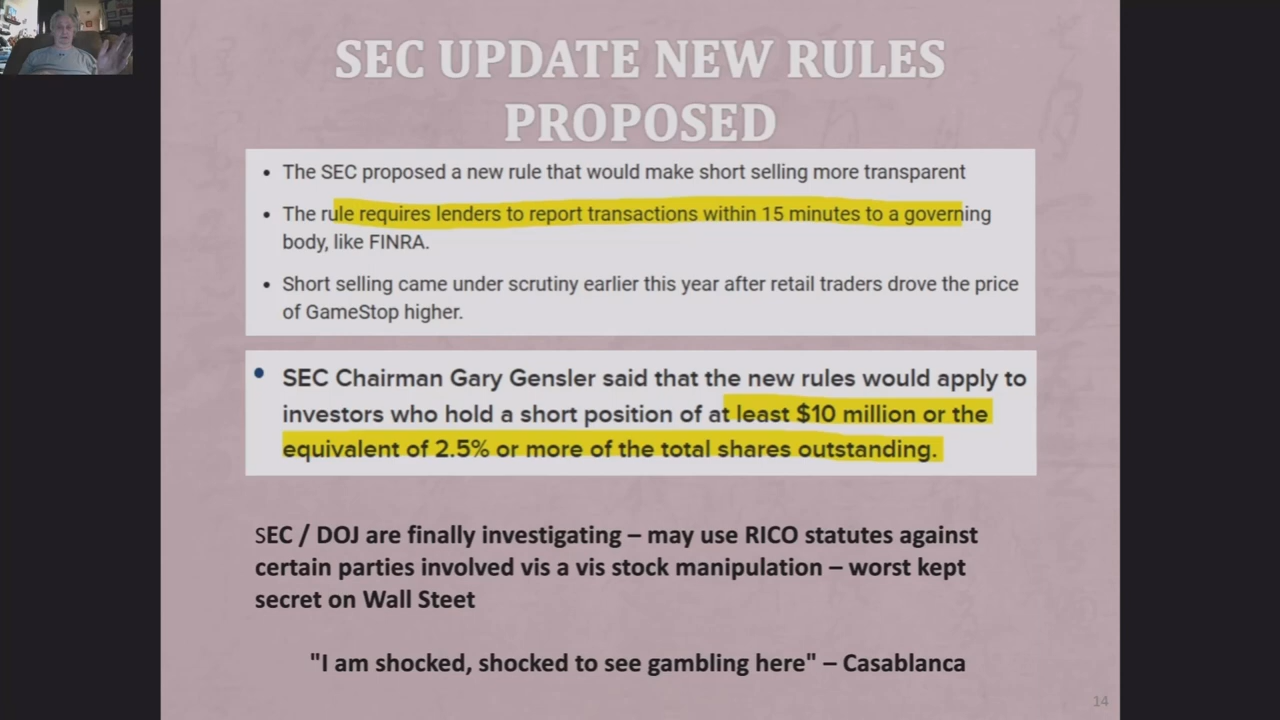 SEC UPDATE NEW RULES
PROPOSED
• The SEC proposed a new rule that would make short selling more transparent
• The rule requires lenders to report transactions within 15 minutes to a governing
body, like FINRA.
• Short selling came under scrutiny earlier this year after retail traders drove the price
of GameStop higher.
• SEC Chairman Gary Gensler said that the new rules would apply to
investors who hold a short position of at least $10 million or the
equivalent of 2.5% or more of the total shares outstanding.
SEC / DOJ are finally investigating – may use RICO statutes against
certain parties involved vis a vis stock manipulation – worst kept
secret on Wall Steet
"I am shocked, shocked to see gambling here" – Casablanca
14